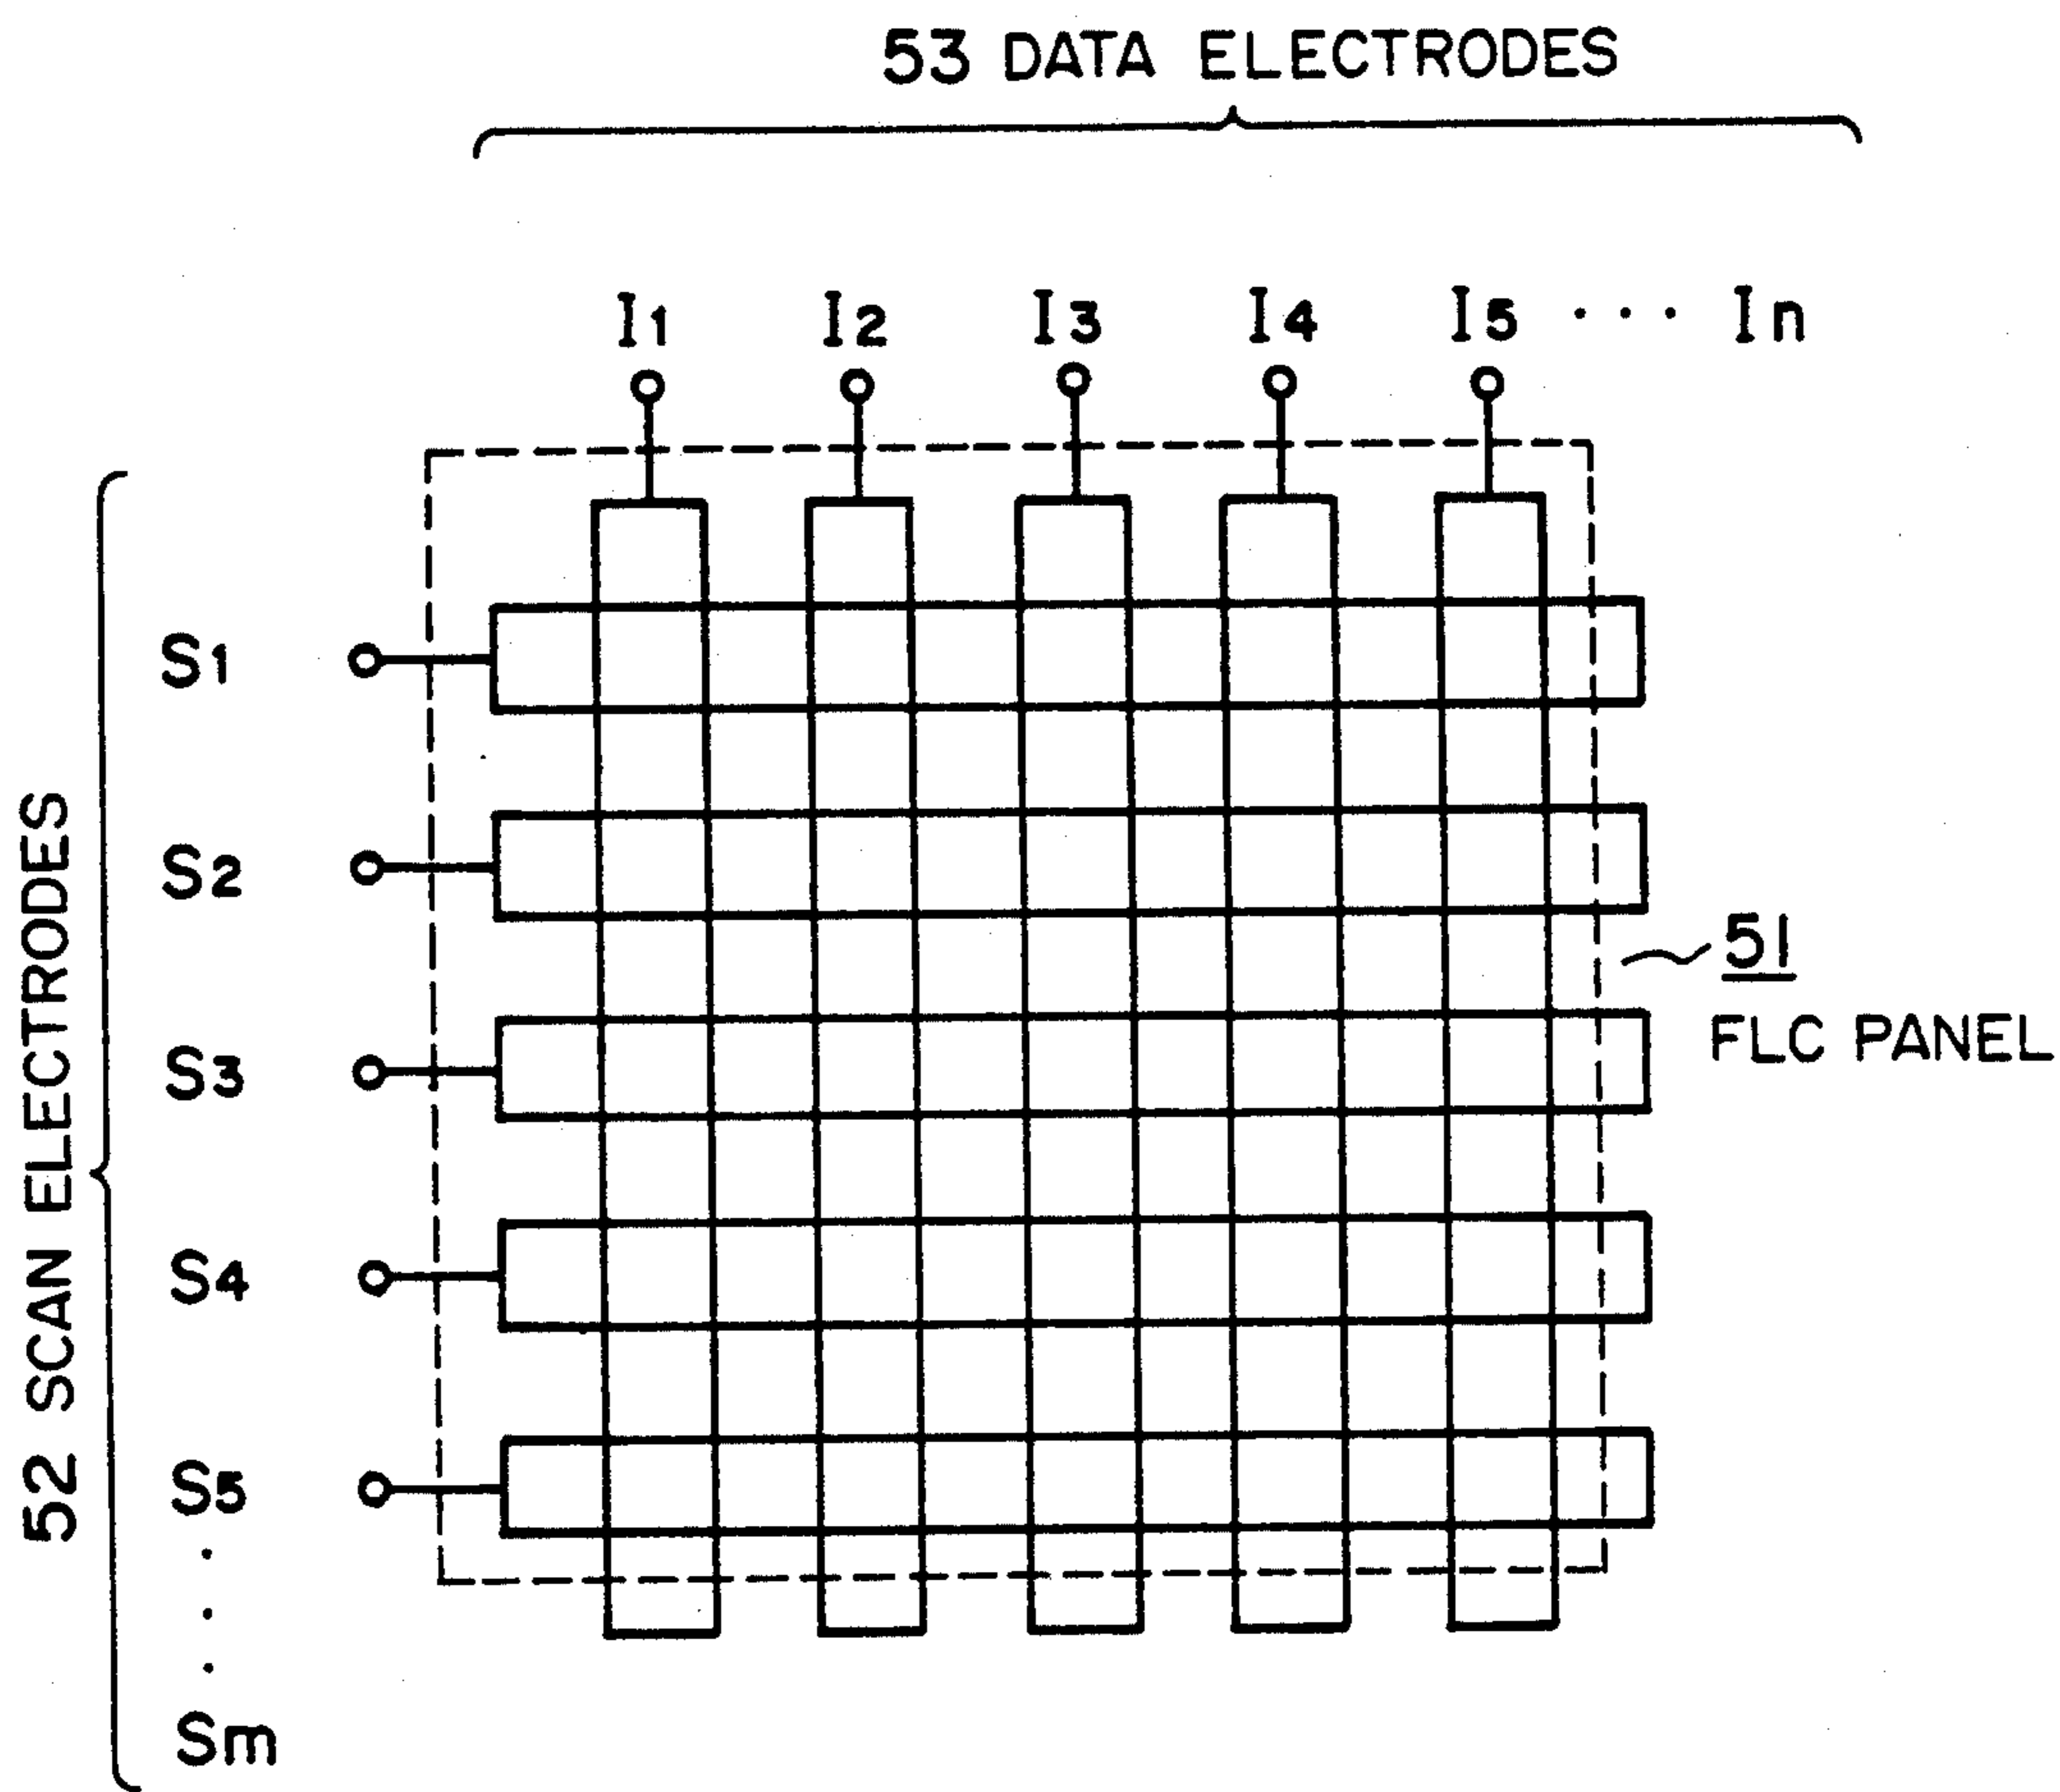 53 DATA ELECTRODES
I1 I2 I3 I4 I5 ··· In
52 SCAN ELECTRODES
S1
S2
S3
S4
S5
·
·
·
Sm
51
FLC PANEL